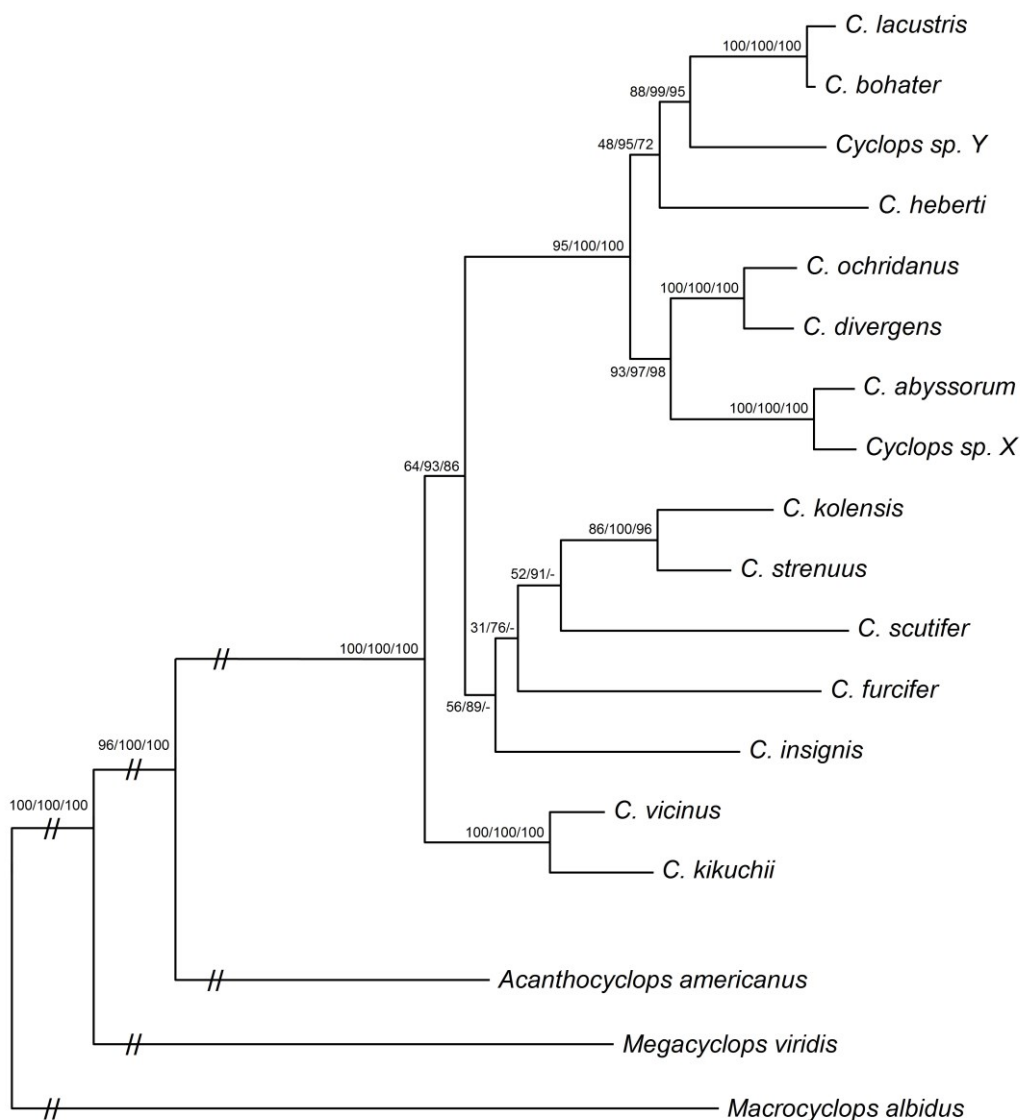 C. lacustris
100/100/100
C. bohater
88/99/95
Cyclops sp. Y
48/95/72
C. heberti
95/100/100
C. ochridanus
100/100/100
C. divergens
93/97/98
C. abyssorum
100/100/100
Cyclops sp. X
64/93/86
C. kolensis
86/100/96
C. strenuus
52/91/-
C. scutifer
31/76/-
100/100/100
C. furcifer
56/89/-
C. insignis
96/100/100
100/100/100
C. vicinus
100/100/100
C. kikuchii
Acanthocyclops americanus
Megacyclops viridis
Macrocyclops albidus